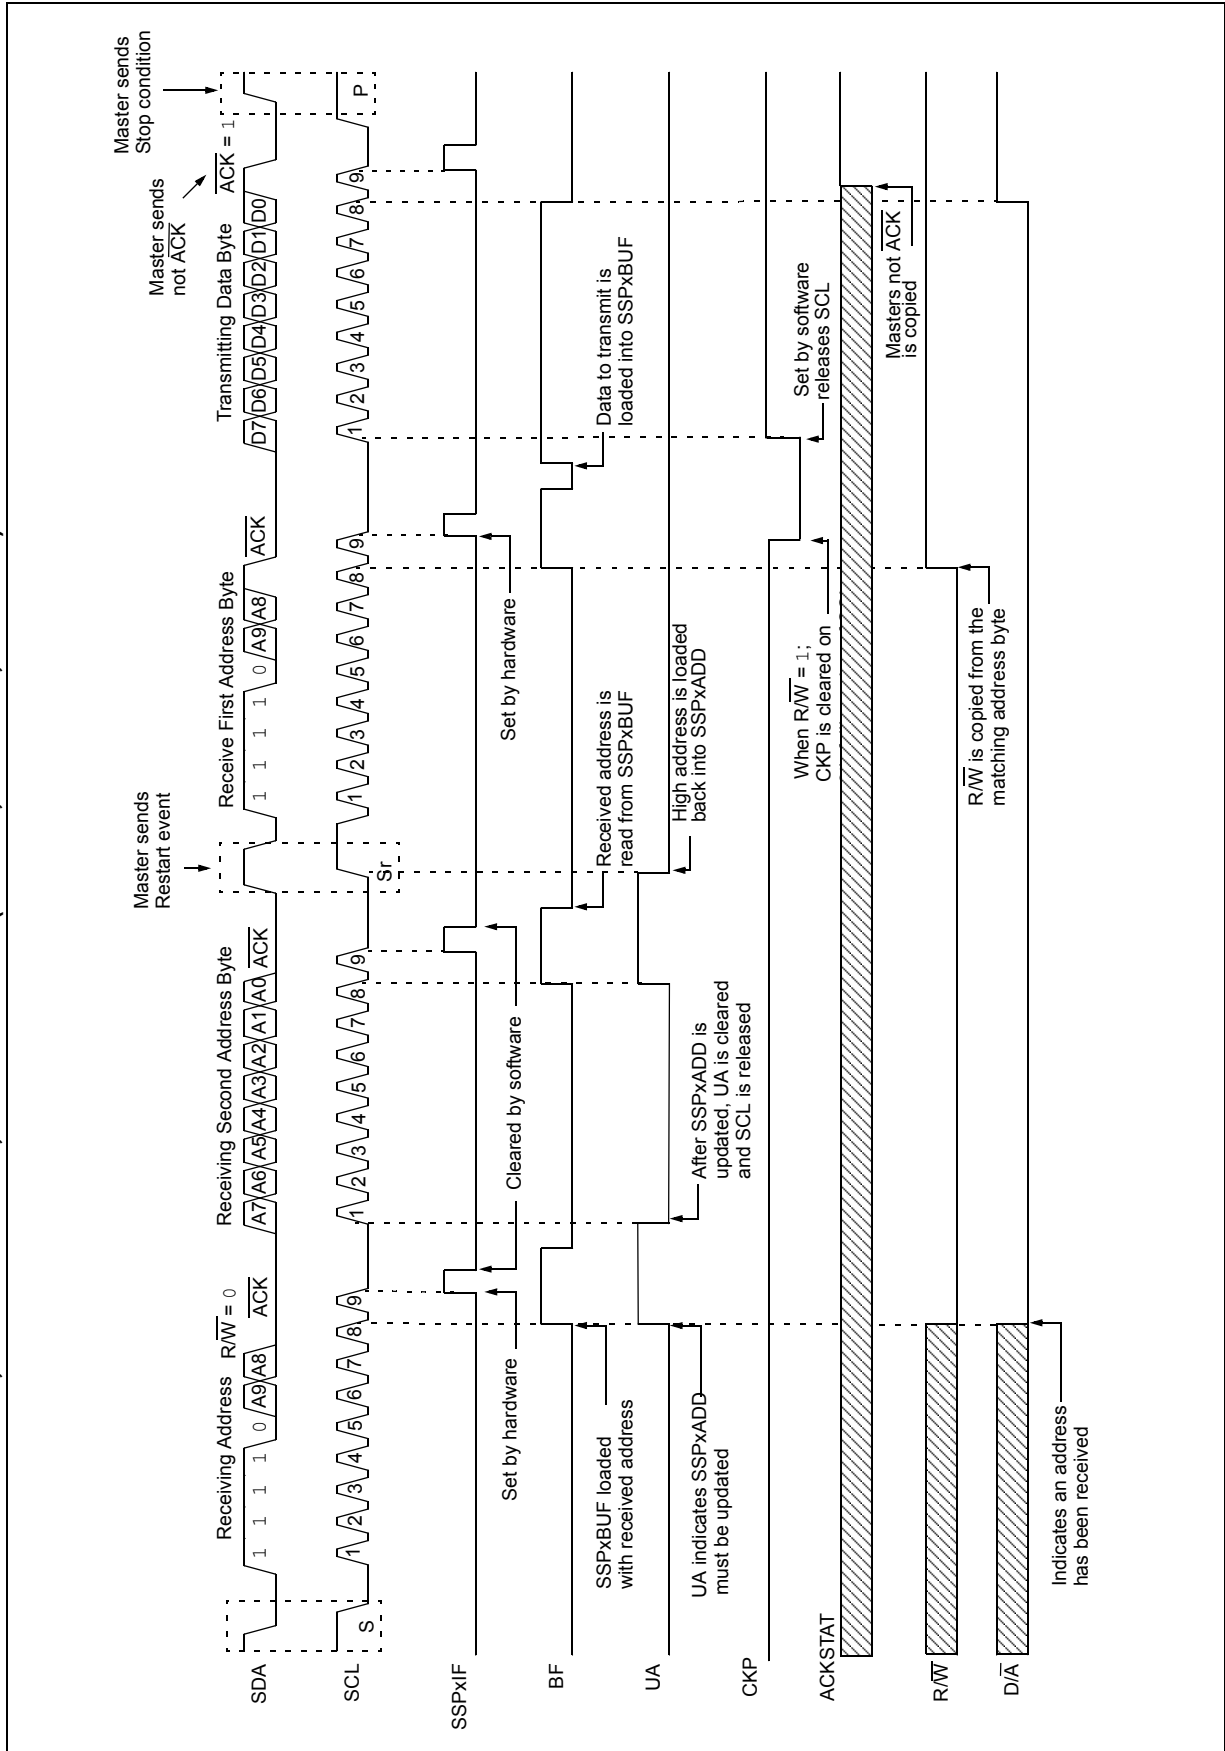 Master sends
Stop condition
Master sends
not ACK
ACK = 1
Master sends
Restart event
Receiving Address R/W = 0
Receiving Second Address Byte
Receive First Address Byte
Transmitting Data Byte
SDA
1 1 1 1 0 A9 A8 ACK
A7 A6 A5 A4 A3 A2 A1 A0 ACK
1 1 1 1 0 A9 A8 ACK
D7 D6 D5 D4 D3 D2 D1 D0
SCL
S
1 2 3 4 5 6 7 8 9
1 2 3 4 5 6 7 8 9
Sr
1 2 3 4 5 6 7 8 9
1 2 3 4 5 6 7 8 9
P
SSPxIF
Set by hardware
Cleared by software
Set by hardware
BF
SSPxBUF loaded
with received address
Received address is
read from SSPxBUF
Data to transmit is
loaded into SSPxBUF
UA
UA indicates SSPxADD
must be updated
After SSPxADD is
updated, UA is cleared
and SCL is released
High address is loaded
back into SSPxADD
CKP
When R/W = 1;
CKP is cleared on
Set by software
releases SCL
ACKSTAT
Masters not ACK
is copied
R/W
R/W is copied from the
matching address byte
D/A
Indicates an address
has been received